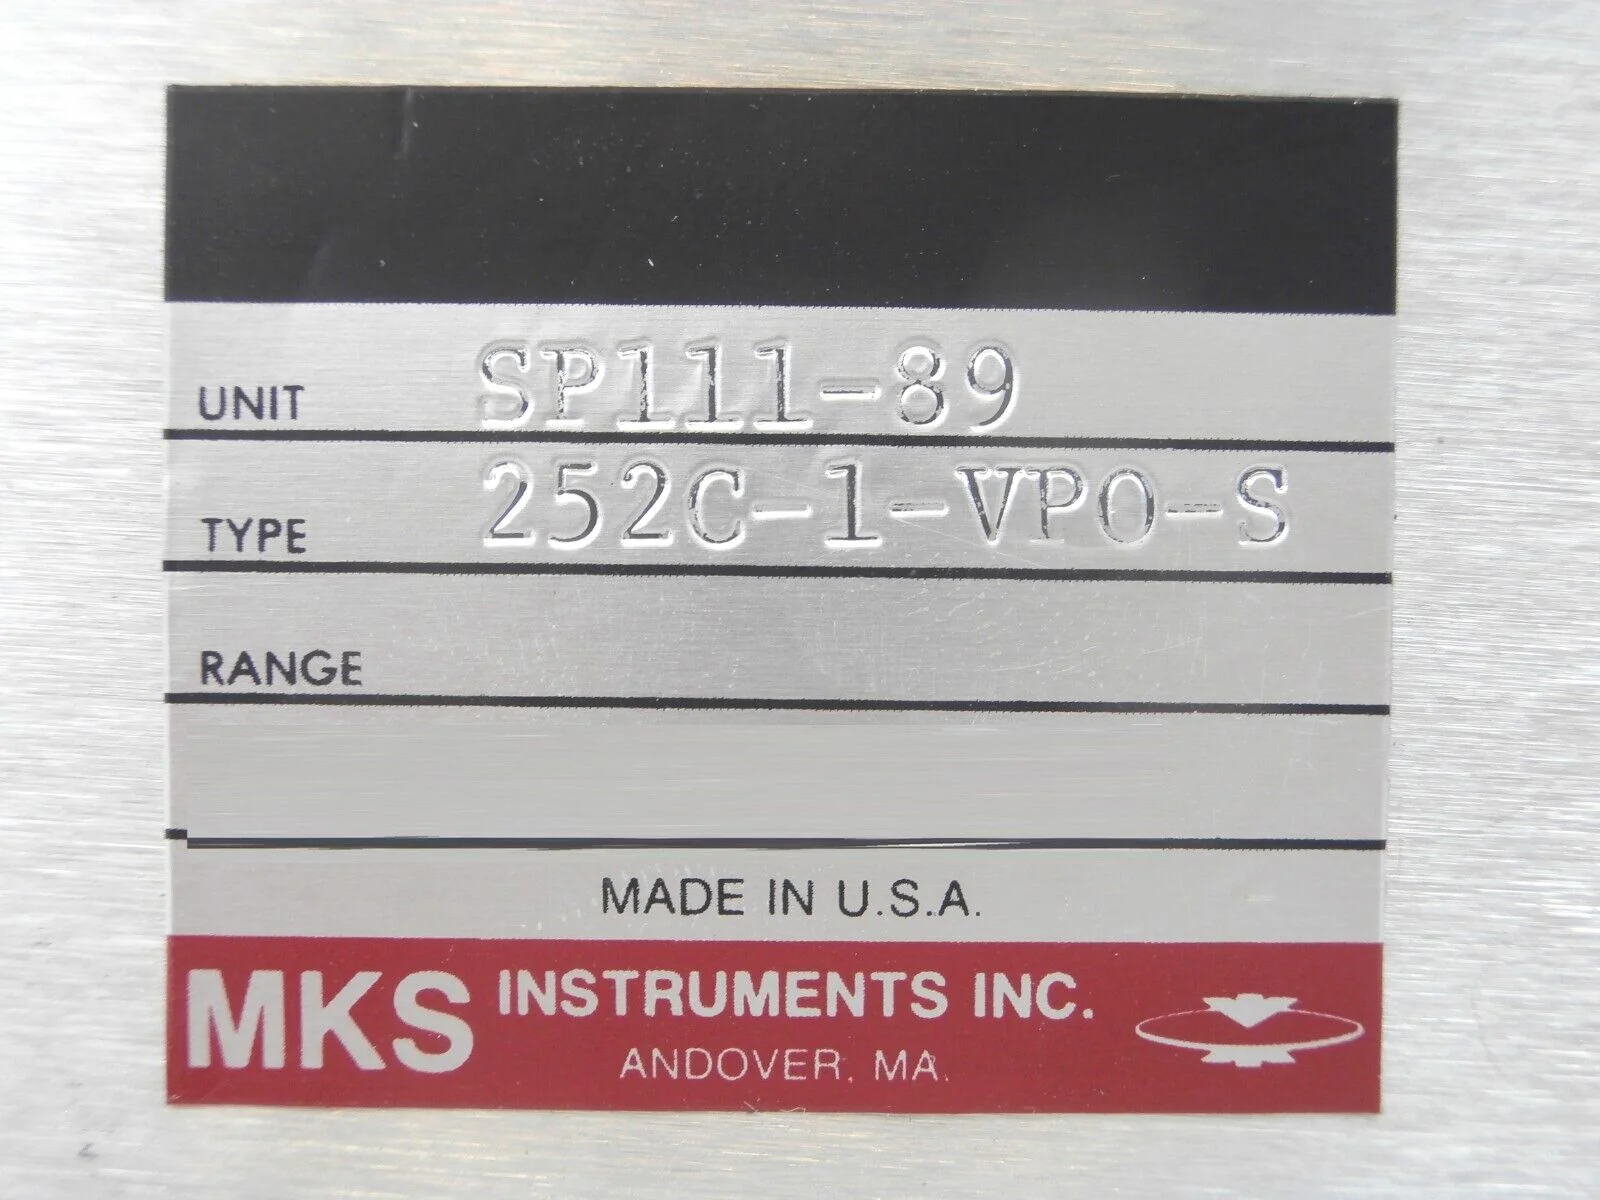 UNIT SP111-89
TYPE 252C-1-VPO-S
RANGE
MADE IN U.S.A.
MKS INSTRUMENTS INC.
ANDOVER, MA.